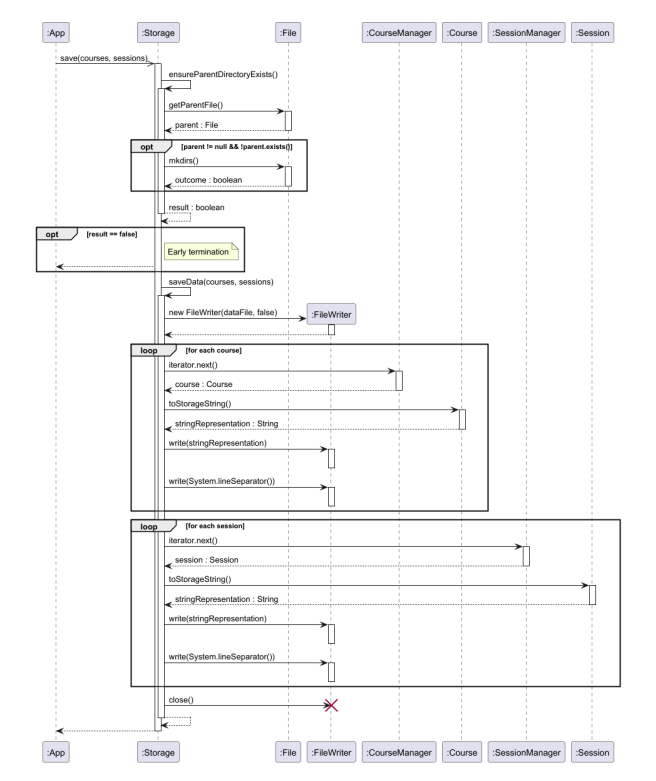 :App :Storage :File :CourseManager :Course :SessionManager :Session
save(courses, sessions)
ensureParentDirectoryExists()
getParentFile()
parent : File
opt [parent != null && !parent.exists()]
mkdirs()
outcome : boolean
result : boolean
opt [result == false]
Early termination
saveData(courses, sessions)
new FileWriter(dataFile, false) :FileWriter
loop [for each course]
iterator.next()
course : Course
toStorageString()
stringRepresentation : String
write(stringRepresentation)
write(System.lineSeparator())
loop [for each session]
iterator.next()
session : Session
toStorageString()
stringRepresentation : String
write(stringRepresentation)
write(System.lineSeparator())
close()
:App :Storage :File :FileWriter :CourseManager :Course :SessionManager :Session